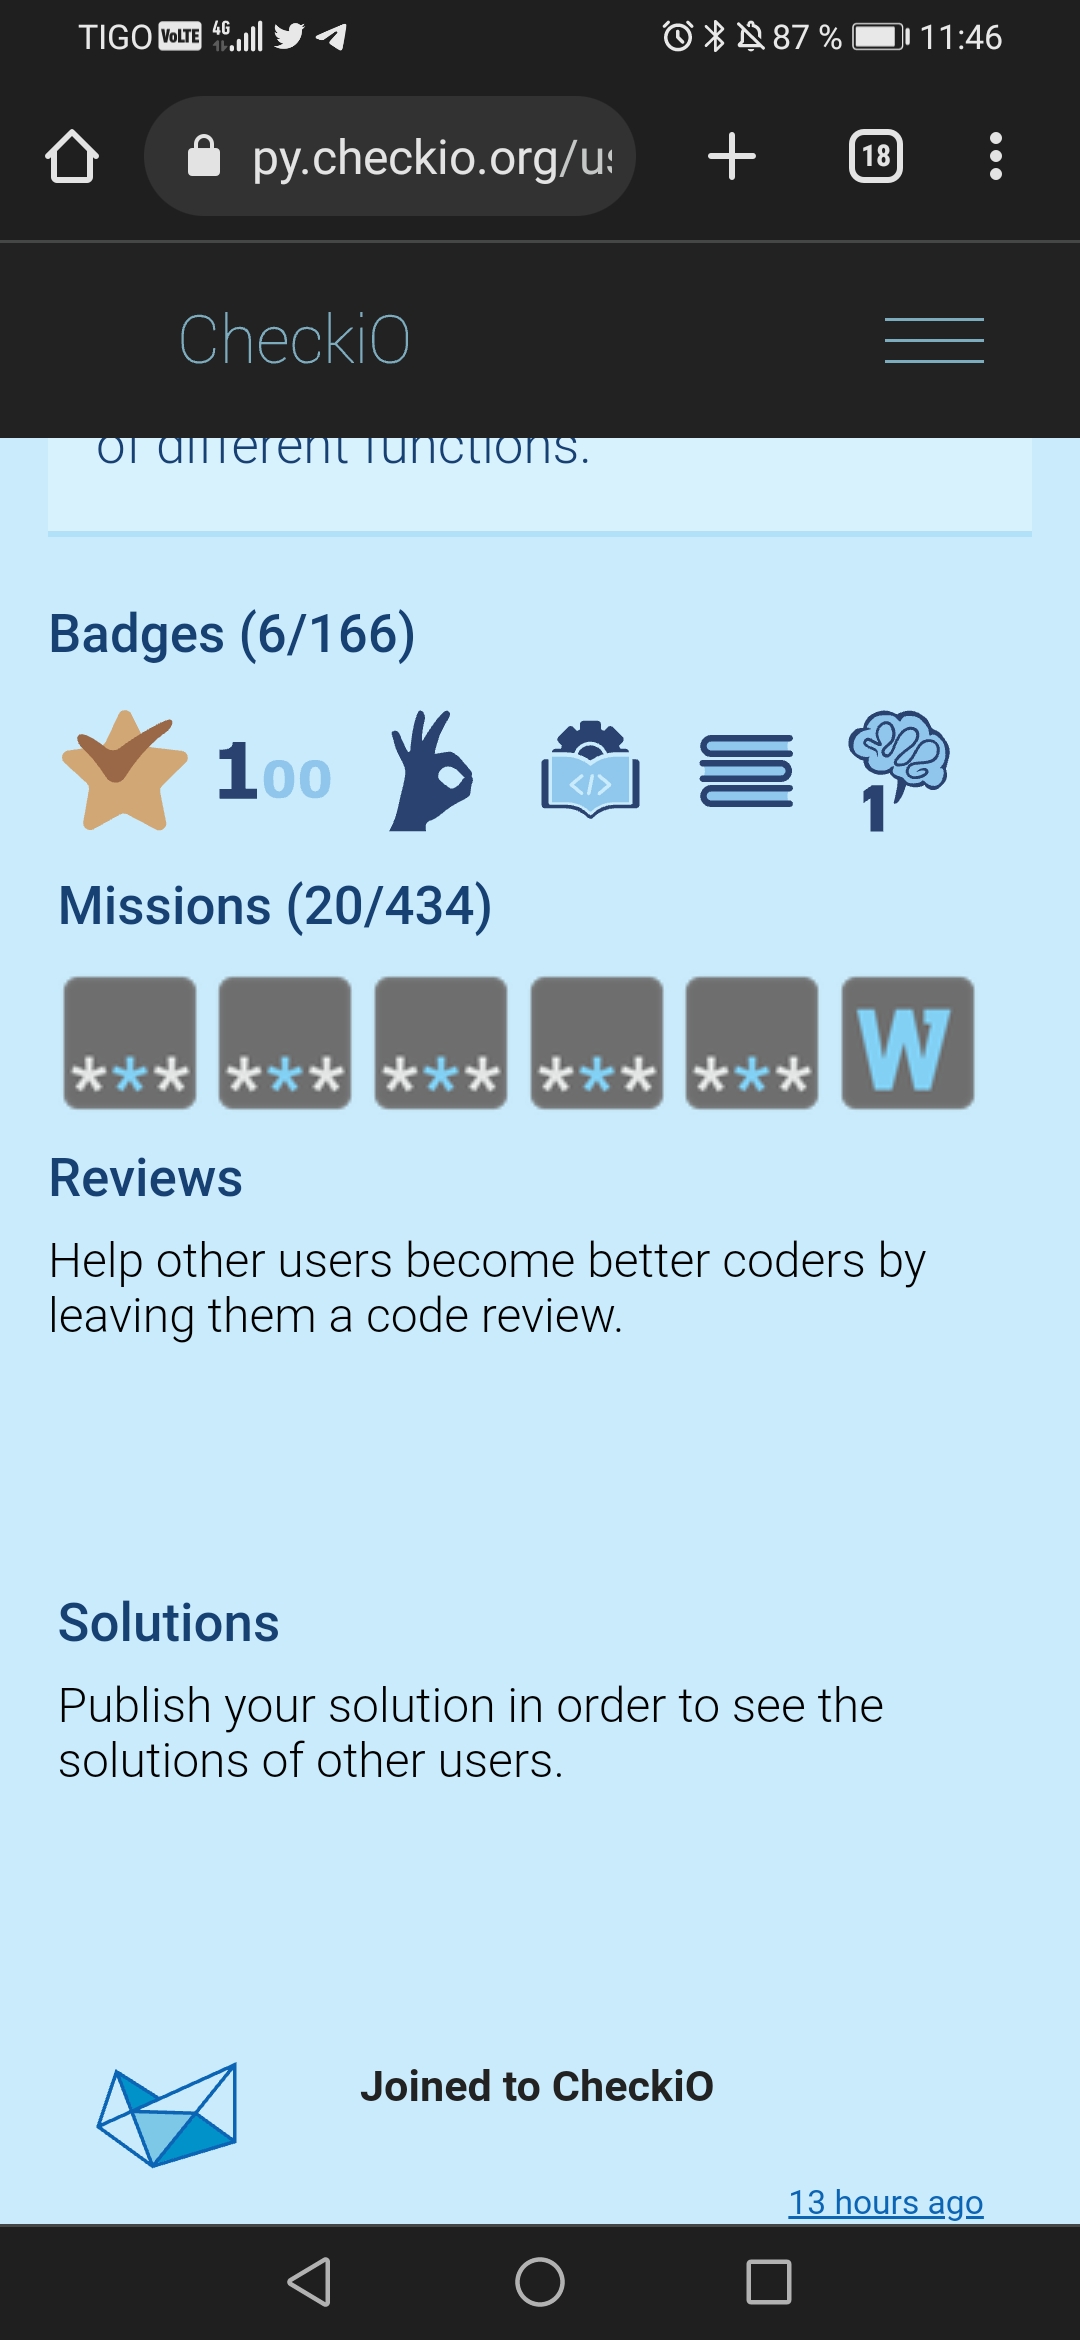 TIGO VoLTE 4G 87 % 11:46
py.checkio.org/us 18
CheckiO
of different functions.
Badges (6/166)
100 </> 1
Missions (20/434)
*** *** *** *** *** W
Reviews
Help other users become better coders by
leaving them a code review.
Solutions
Publish your solution in order to see the
solutions of other users.
Joined to CheckiO
13 hours ago